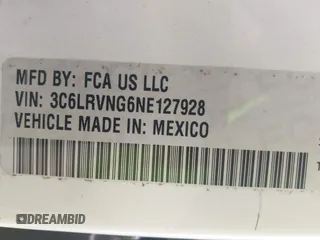 MFD BY: FCA US LLC
VIN: 3C6LRVNG6NE127928
VEHICLE MADE IN: MEXICO
DREAMBID